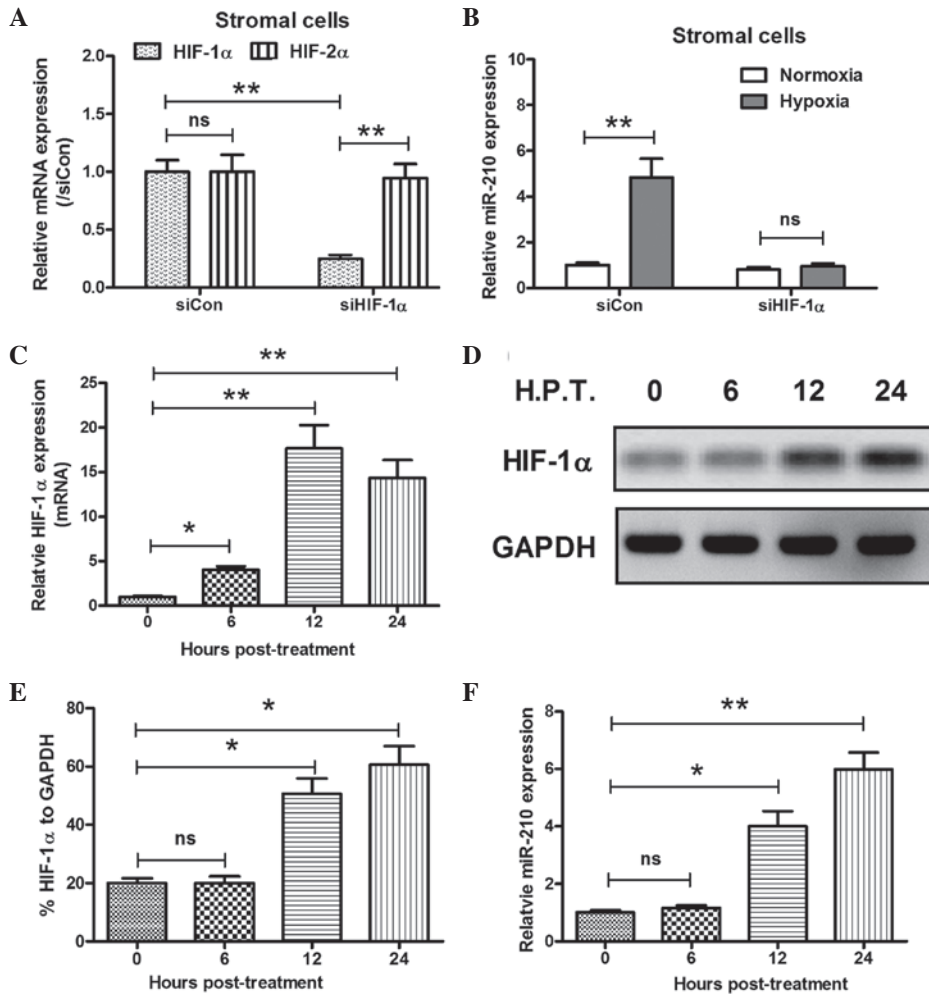 A
Stromal cells
HIF-1α HIF-2α
Relative mRNA expression
(/siCon)
2.0
1.5
1.0
0.5
0.0
**
ns
**
siCon siHIF-1α
B
Stromal cells
Normoxia
Hypoxia
Relative miR-210 expression
10
8
6
4
2
0
**
ns
siCon siHIF-1α
C
Relatvie HIF-1α expression
(mRNA)
25
20
15
10
5
0
**
**
*
0 6 12 24
Hours post-treatment
D
H.P.T. 0 6 12 24
HIF-1α
GAPDH
E
% HIF-1α to GAPDH
80
60
40
20
0
*
*
ns
0 6 12 24
Hours post-treatment
F
Relatvie miR-210 expression
8
6
4
2
0
**
*
ns
0 6 12 24
Hours post-treatment